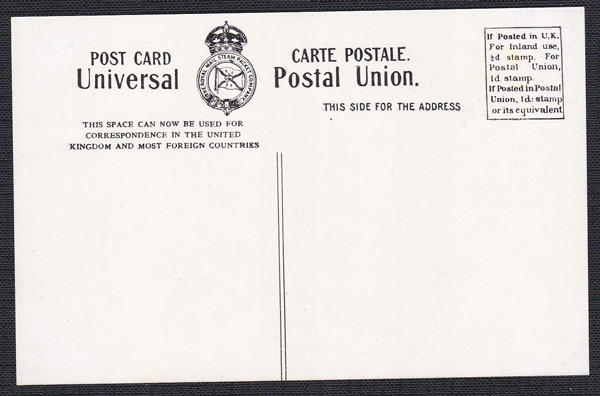 POST CARD
Universal
THE ROYAL MAIL STEAM PACKET COMPANY
CARTE POSTALE.
Postal Union.
THIS SIDE FOR THE ADDRESS
THIS SPACE CAN NOW BE USED FOR
CORRESPONDENCE IN THE UNITED
KINGDOM AND MOST FOREIGN COUNTRIES
If Posted in U.K.
For Inland use,
½d stamp. For
Postal Union,
1d. stamp.
If Posted in Postal
Union, 1d: stamp
or its equivalent